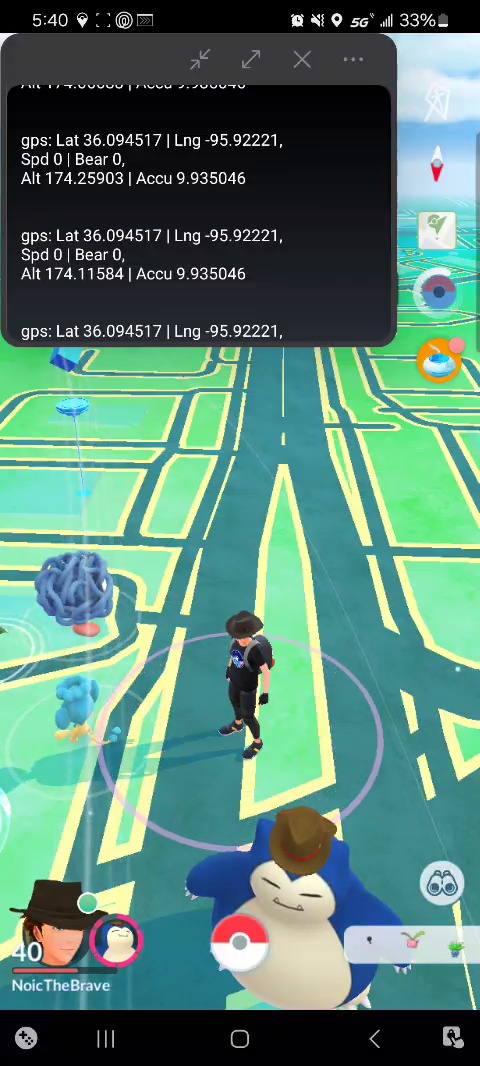 5:40
5G
33%
gps: Lat 36.094517 | Lng -95.92221,
Spd 0 | Bear 0,
Alt 174.25903 | Accu 9.935046
gps: Lat 36.094517 | Lng -95.92221,
Spd 0 | Bear 0,
Alt 174.11584 | Accu 9.935046
gps: Lat 36.094517 | Lng -95.92221,
40
NoicTheBrave